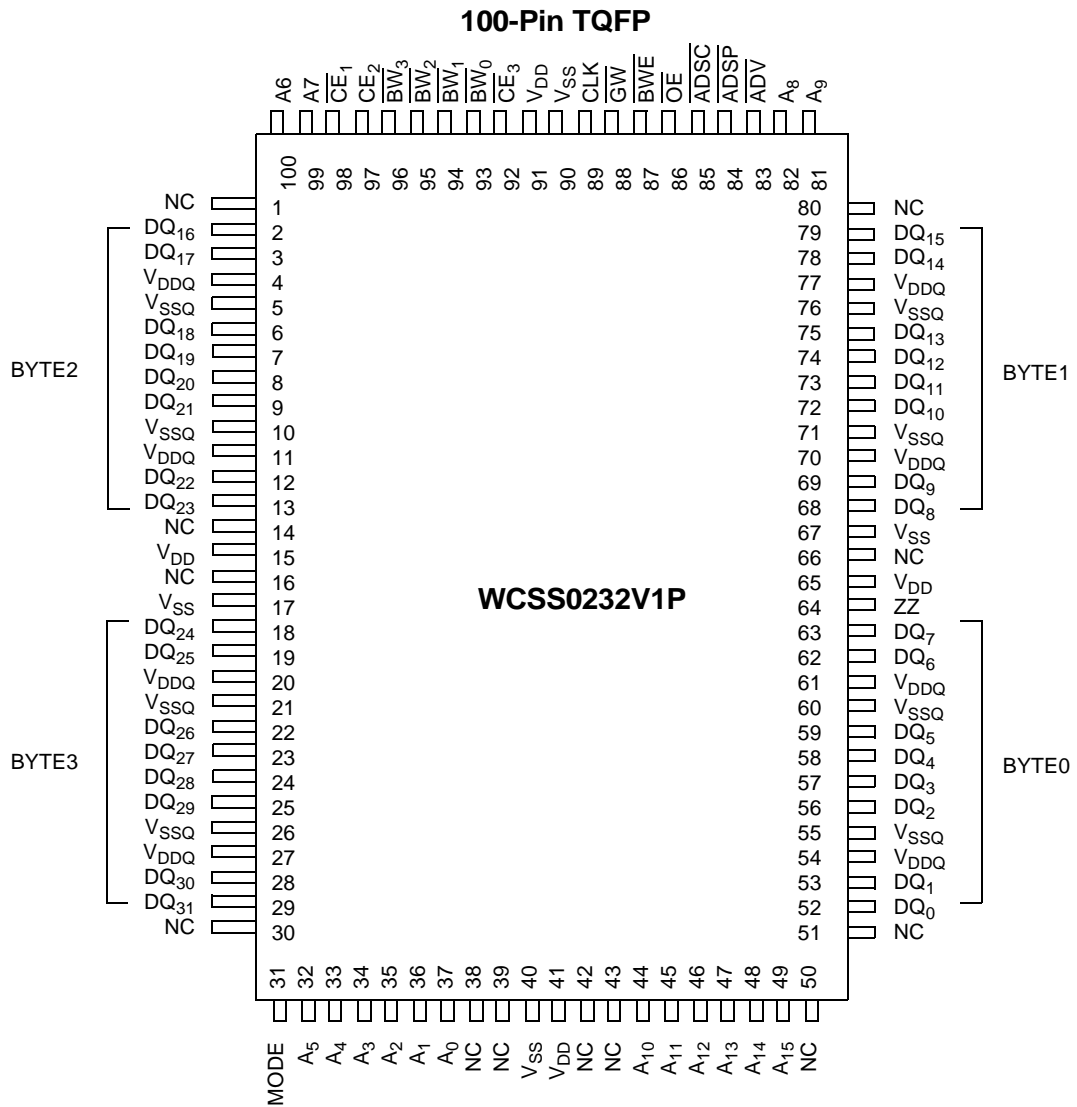 100-Pin TQFP
A6
A7
CE1
CE2
BW3
BW2
BW1
BW0
CE3
VDD
VSS
CLK
GW
BWE
OE
ADSC
ADSP
ADV
A8
A9
100
99
98
97
96
95
94
93
92
91
90
89
88
87
86
85
84
83
82
81
BYTE2
BYTE3
NC 1
DQ16 2
DQ17 3
VDDQ 4
VSSQ 5
DQ18 6
DQ19 7
DQ20 8
DQ21 9
VSSQ 10
VDDQ 11
DQ22 12
DQ23 13
NC 14
VDD 15
NC 16
VSS 17
DQ24 18
DQ25 19
VDDQ 20
VSSQ 21
DQ26 22
DQ27 23
DQ28 24
DQ29 25
VSSQ 26
VDDQ 27
DQ30 28
DQ31 29
NC 30
WCSS0232V1P
80 NC
79 DQ15
78 DQ14
77 VDDQ
76 VSSQ
75 DQ13
74 DQ12
73 DQ11
72 DQ10
71 VSSQ
70 VDDQ
69 DQ9
68 DQ8
67 VSS
66 NC
65 VDD
64 ZZ
63 DQ7
62 DQ6
61 VDDQ
60 VSSQ
59 DQ5
58 DQ4
57 DQ3
56 DQ2
55 VSSQ
54 VDDQ
53 DQ1
52 DQ0
51 NC
BYTE1
BYTE0
31
32
33
34
35
36
37
38
39
40
41
42
43
44
45
46
47
48
49
50
MODE
A5
A4
A3
A2
A1
A0
NC
NC
VSS
VDD
NC
NC
A10
A11
A12
A13
A14
A15
NC